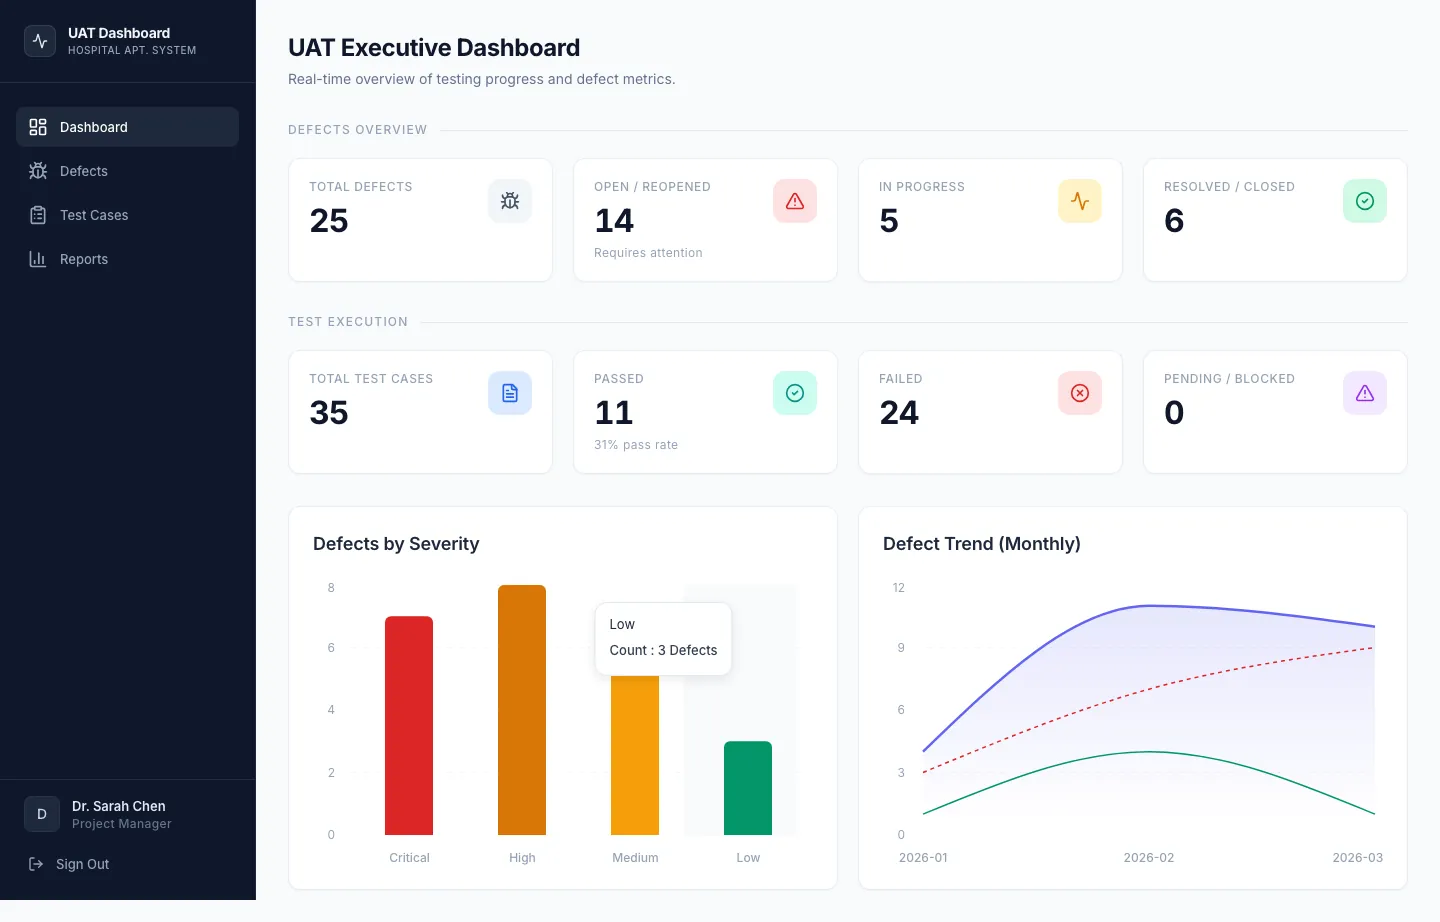 UAT Dashboard
HOSPITAL APT. SYSTEM
Dashboard
Defects
Test Cases
Reports
Dr. Sarah Chen
D
Project Manager
Sign Out
UAT Executive Dashboard
Real-time overview of testing progress and defect metrics.
DEFECTS OVERVIEW
TOTAL DEFECTS
25
OPEN / REOPENED
14
Requires attention
IN PROGRESS
5
RESOLVED / CLOSED
6
TEST EXECUTION
TOTAL TEST CASES
35
PASSED
11
31% pass rate
FAILED
24
PENDING / BLOCKED
0
Defects by Severity
8
6
4
2
0
Low
Count : 3 Defects
Critical High Medium Low
Defect Trend (Monthly)
12
9
6
3
0
2026-01 2026-02 2026-03